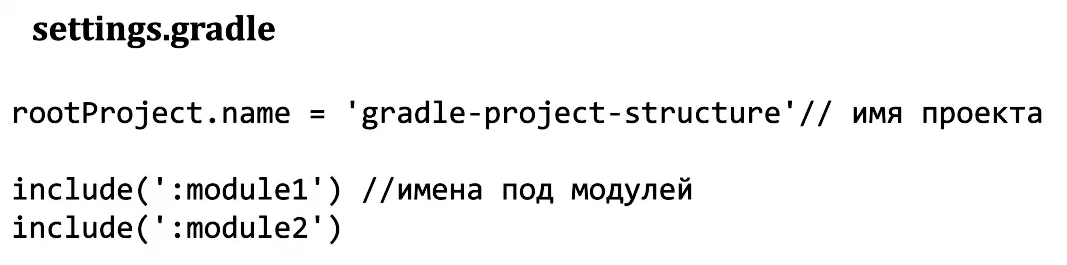 settings.gradle
rootProject.name = 'gradle-project-structure'// имя проекта
include(':module1') //имена под модулей
include(':module2')